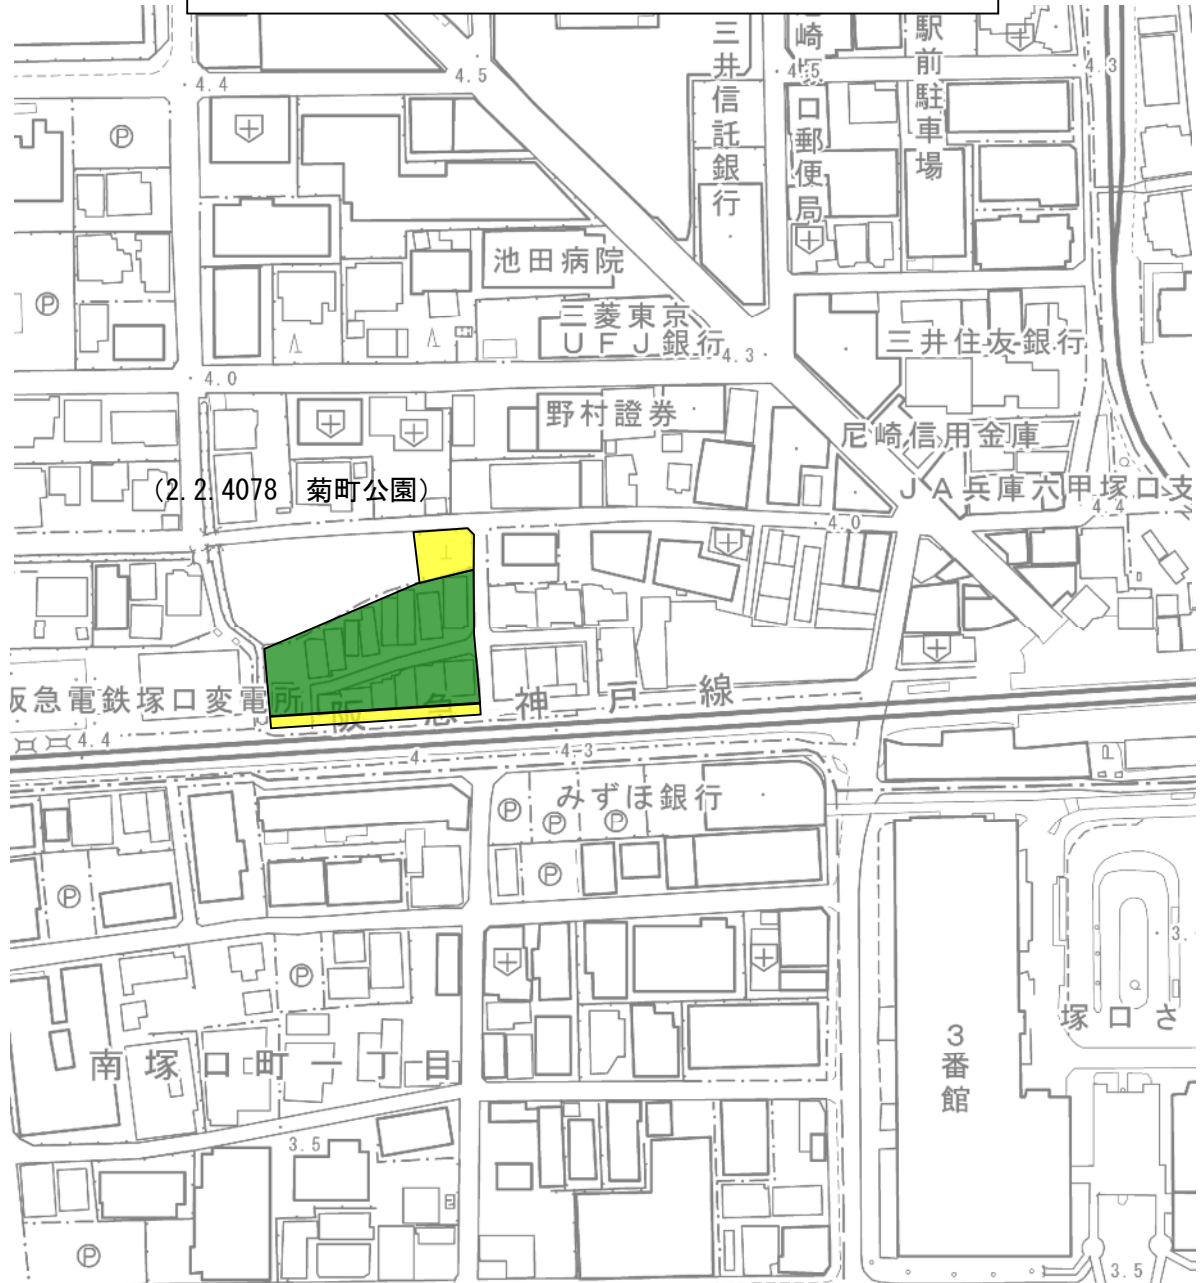 三井信託銀行
尼崎塚口郵便局
駅前駐車場
4.5
4.5
4.3
4.4
P
池田病院
P
三菱東京
UFJ銀行
4.3
三井住友銀行
4.0
野村證券
尼崎信用金庫
(2.2.4078 菊町公園)
JA兵庫六甲塚口支
4.4
4.0
阪急電鉄塚口変電所
阪急神戸線
4.4
4.3
4.
P
みずほ銀行
P
P
P
P
P
3.
塚口さ
3番館
南塚口町一丁目
3.5
P
3.5